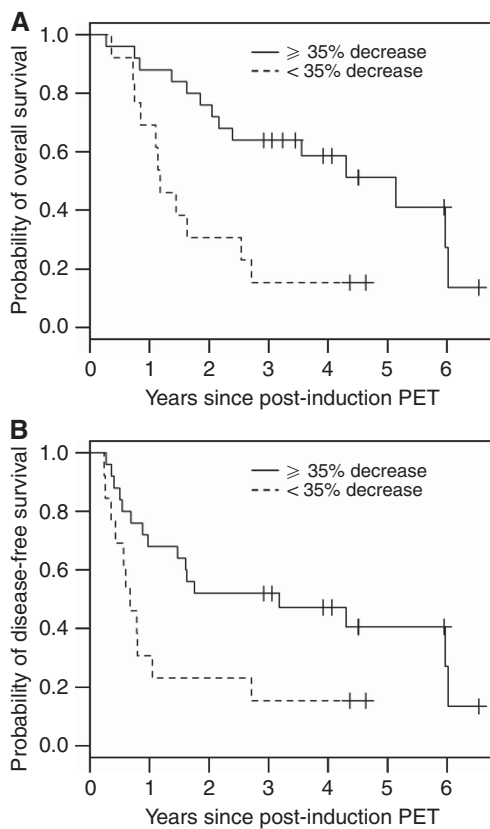 A
Probability of overall survival
1.0
0.8
0.6
0.4
0.2
0.0
⩾ 35% decrease
< 35% decrease
0 1 2 3 4 5 6
Years since post-induction PET
B
Probability of disease-free survival
1.0
0.8
0.6
0.4
0.2
0.0
⩾ 35% decrease
< 35% decrease
0 1 2 3 4 5 6
Years since post-induction PET